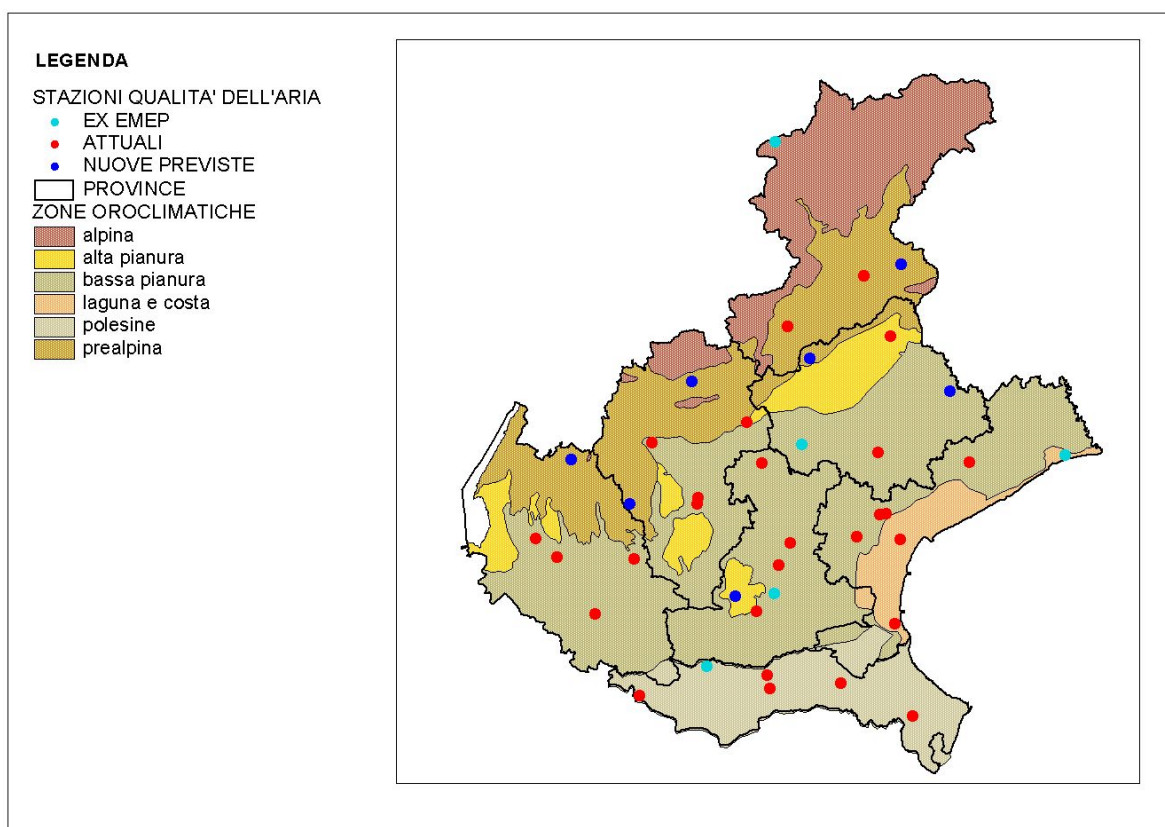 LEGENDA
STAZIONI QUALITA' DELL'ARIA
EX EMEP
ATTUALI
NUOVE PREVISTE
PROVINCE
ZONE OROCLIMATICHE
alpina
alta pianura
bassa pianura
laguna e costa
polesine
prealpina